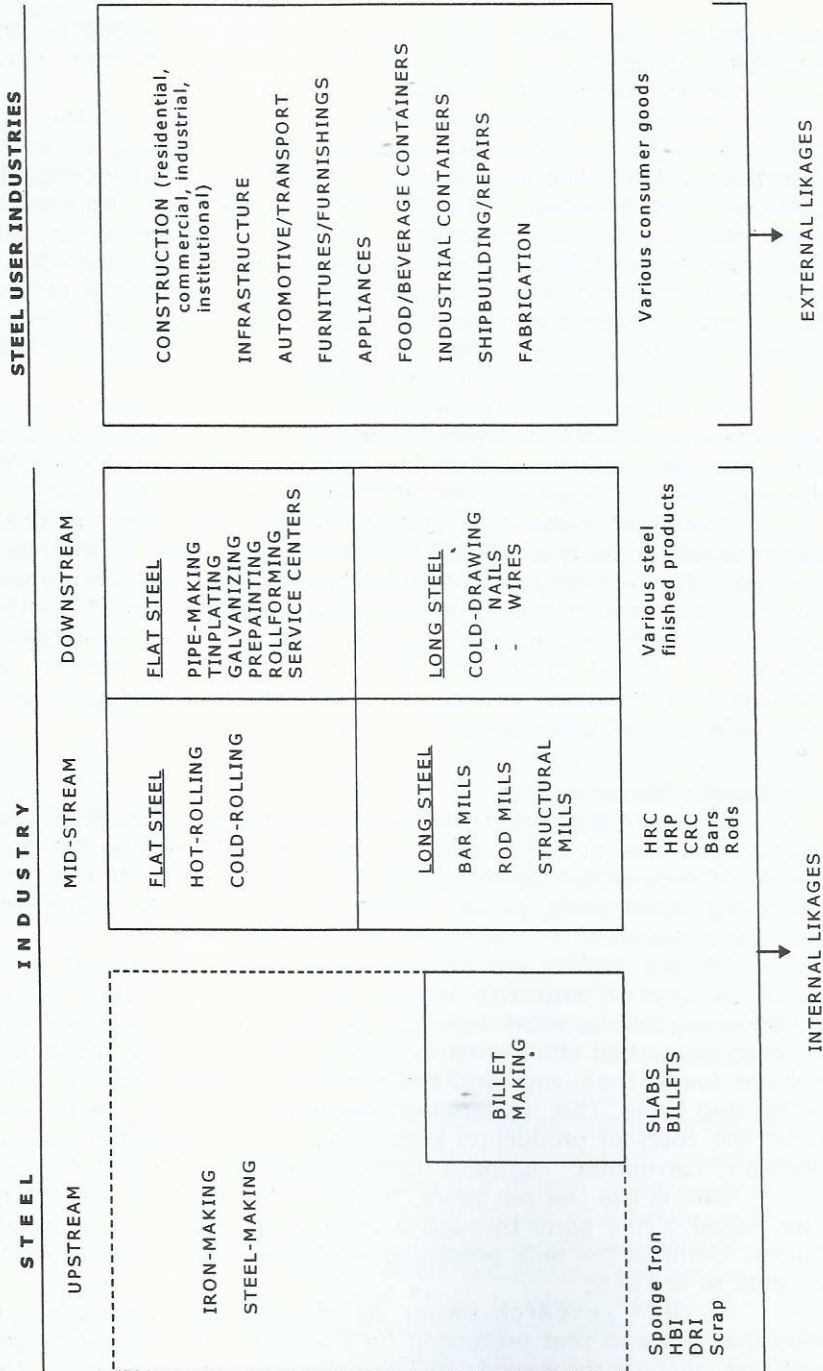 STEEL INDUSTRY
STEEL USER INDUSTRIES
UPSTREAM
MID-STREAM
DOWNSTREAM
IRON-MAKING
STEEL-MAKING
BILLET
MAKING
Sponge Iron
HBI
DRI
Scrap
SLABS
BILLETS
FLAT STEEL
HOT-ROLLING
COLD-ROLLING
LONG STEEL
BAR MILLS
ROD MILLS
STRUCTURAL
MILLS
HRC
HRP
CRC
Bars
Rods
FLAT STEEL
PIPE-MAKING
TINPLATING
GALVANIZING
PREPAINTING
ROLLFORMING
SERVICE CENTERS
LONG STEEL
COLD-DRAWING
- NAILS
- WIRES
Various steel
finished products
INTERNAL LIKAGES
CONSTRUCTION (residential,
commercial, industrial,
institutional)
INFRASTRUCTURE
AUTOMOTIVE/TRANSPORT
FURNITURES/FURNISHINGS
APPLIANCES
FOOD/BEVERAGE CONTAINERS
INDUSTRIAL CONTAINERS
SHIPBUILDING/REPAIRS
FABRICATION
Various consumer goods
EXTERNAL LIKAGES